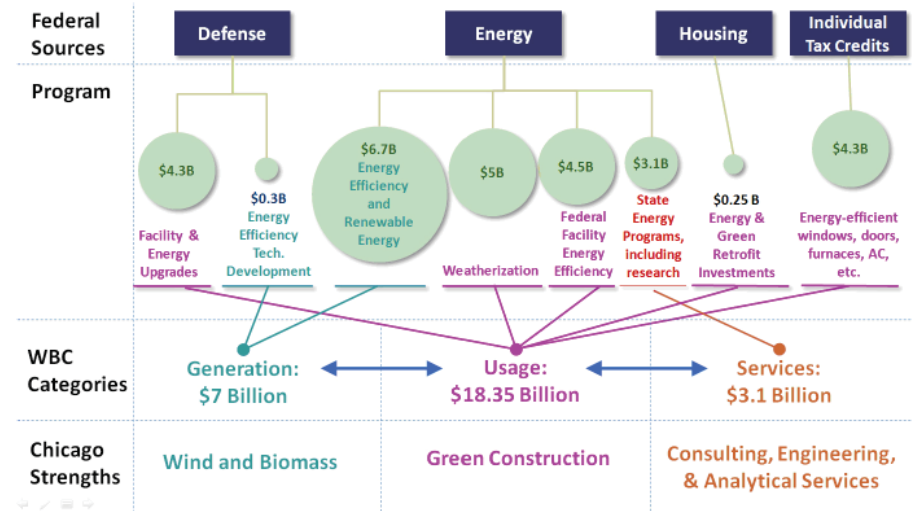 Federal
Sources
Defense
Energy
Housing
Individual
Tax Credits
Program
$4.3B
Facility &
Energy
Upgrades
$0.3B
Energy
Efficiency
Tech.
Development
$6.7B
Energy
Efficiency
and
Renewable
Energy
$5B
Weatherization
$4.5B
Federal
Facility
Energy
Efficiency
$3.1B
State
Energy
Programs,
including
research
$0.25 B
Energy &
Green
Retrofit
Investments
$4.3B
Energy-efficient
windows, doors,
furnaces, AC,
etc.
WBC
Categories
Generation:
$7 Billion
Usage:
$18.35 Billion
Services:
$3.1 Billion
Chicago
Strengths
Wind and Biomass
Green Construction
Consulting, Engineering,
& Analytical Services